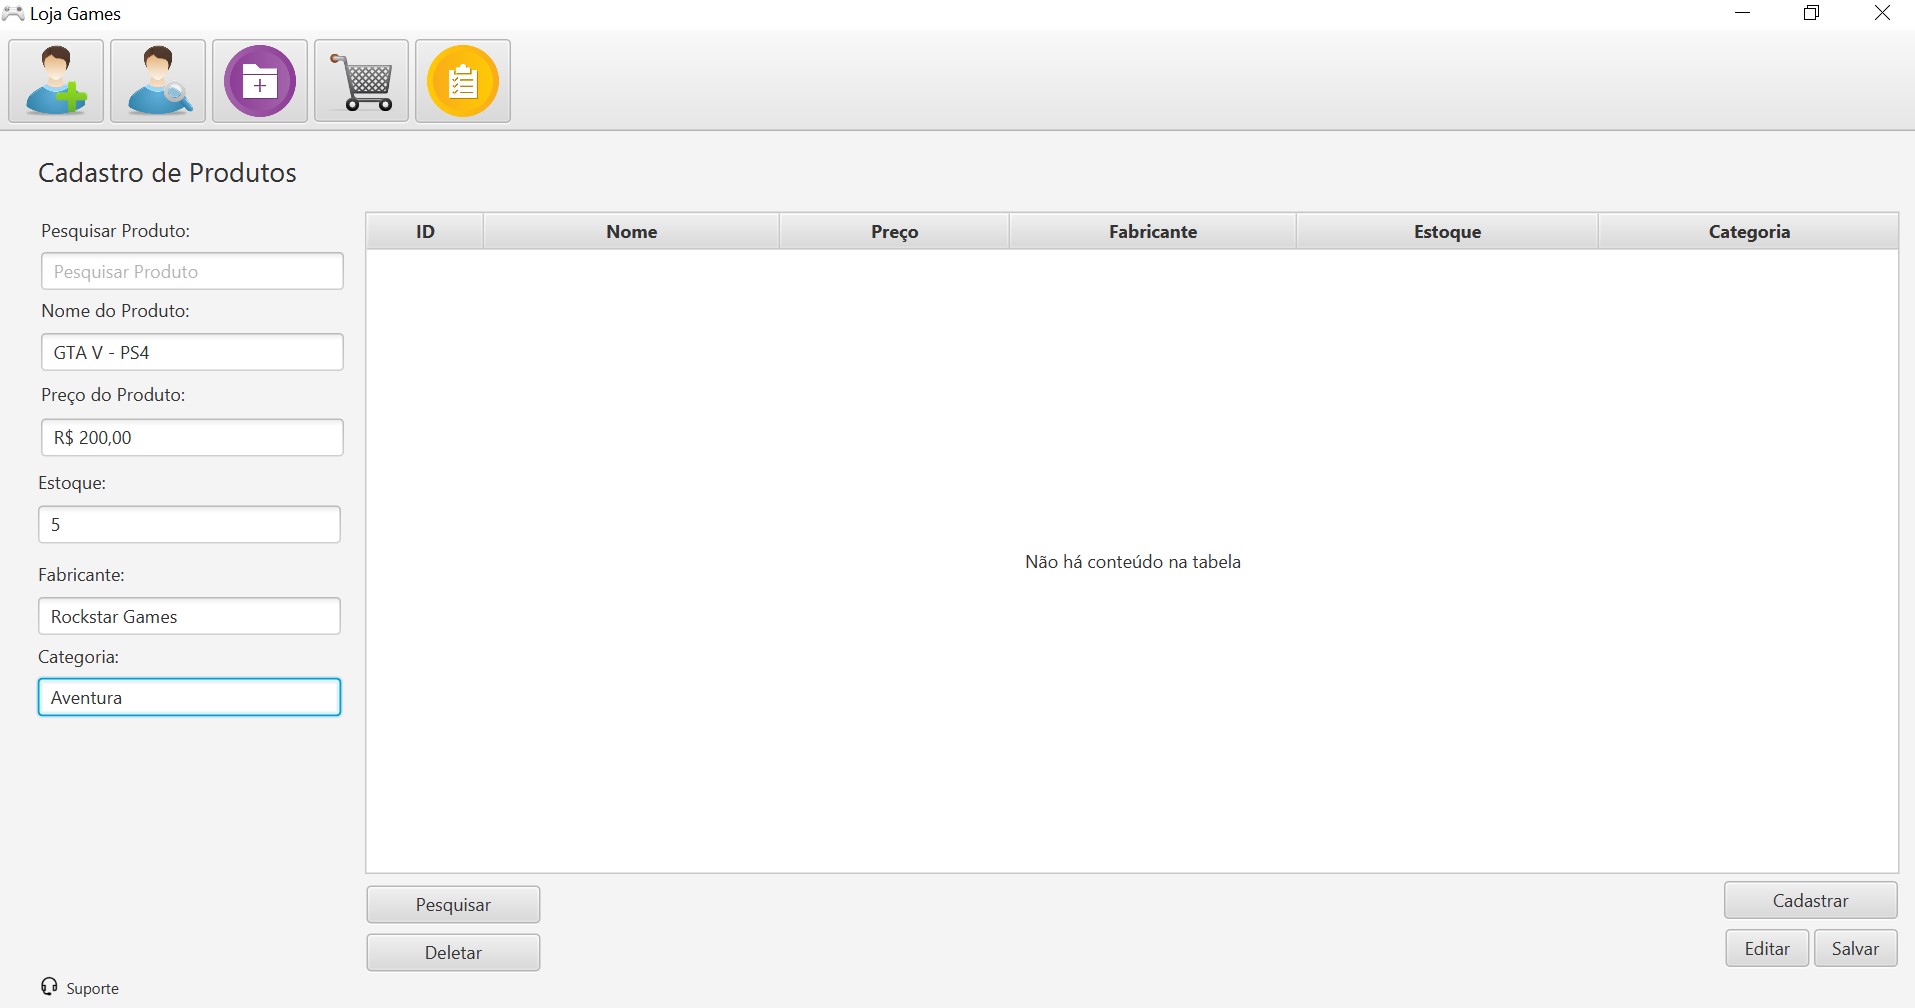 Loja Games
Cadastro de Produtos
Pesquisar Produto:
Pesquisar Produto
Nome do Produto:
GTA V - PS4
Preço do Produto:
R$ 200,00
Estoque:
5
Fabricante:
Rockstar Games
Categoria:
Aventura
ID Nome Preço Fabricante Estoque Categoria
Não há conteúdo na tabela
Pesquisar
Deletar
Cadastrar
Editar Salvar
Suporte